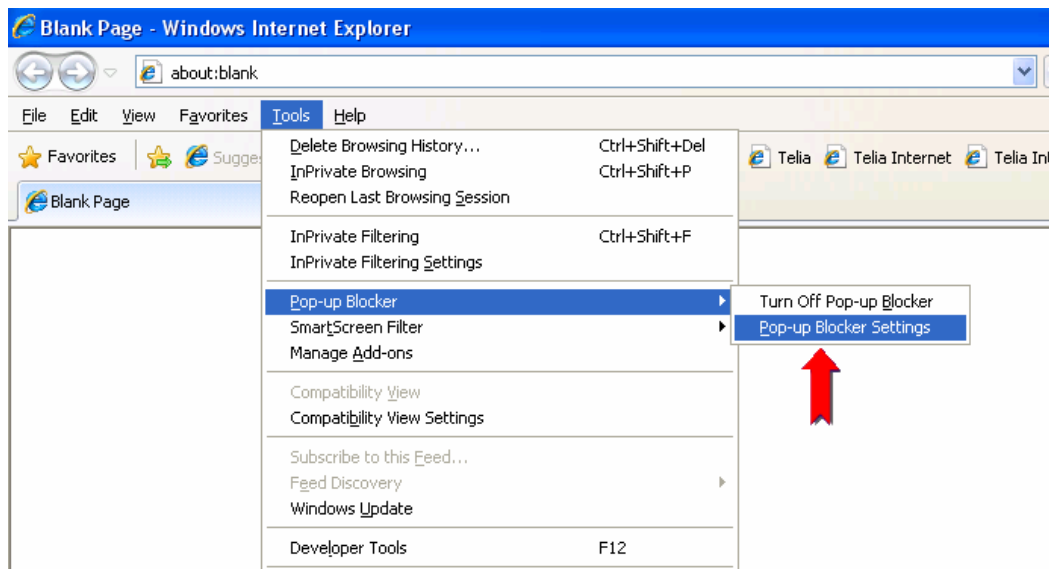 Blank Page - Windows Internet Explorer
about:blank
File Edit View Favorites Tools Help
Favorites Sugge
Telia Telia Internet Telia Int
Blank Page
Delete Browsing History... Ctrl+Shift+Del
InPrivate Browsing Ctrl+Shift+P
Reopen Last Browsing Session
InPrivate Filtering Ctrl+Shift+F
InPrivate Filtering Settings
Pop-up Blocker
SmartScreen Filter
Manage Add-ons
Compatibility View
Compatibility View Settings
Subscribe to this Feed...
Feed Discovery
Windows Update
Developer Tools F12
Turn Off Pop-up Blocker
Pop-up Blocker Settings